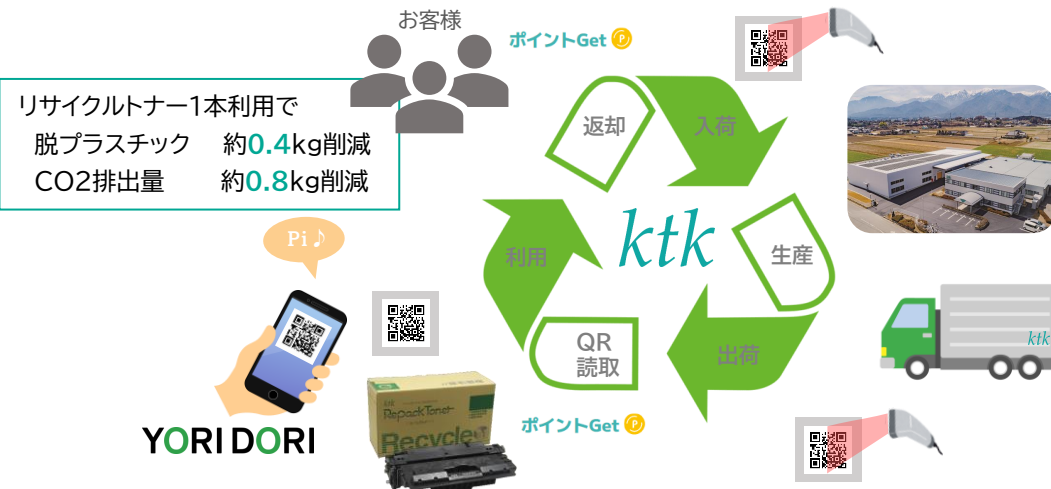 お客様
ポイントGet P
リサイクルトナー1本利用で
脱プラスチック 約0.4kg削減
CO2排出量 約0.8kg削減
返却
入荷
ktk
利用
生産
Pi♪
QR
読取
出荷
ktk
YORI DORI
Repack Toner
Recycle
ポイントGet P